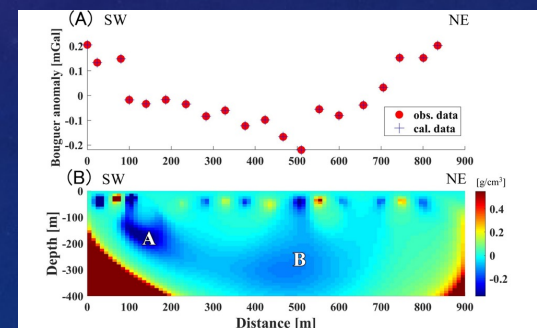 (A) SW NE
Bouguer anomaly [mGal]
0.2
0.1
0
-0.1
-0.2
obs. data
cal. data
0 100 200 300 400 500 600 700 800 900
(B) SW NE
[g/cm³]
Depth [m]
0
-100
-200
-300
-400
A
B
0.4
0.2
0
-0.2
0 100 200 300 400 500 600 700 800 900
Distance [m]